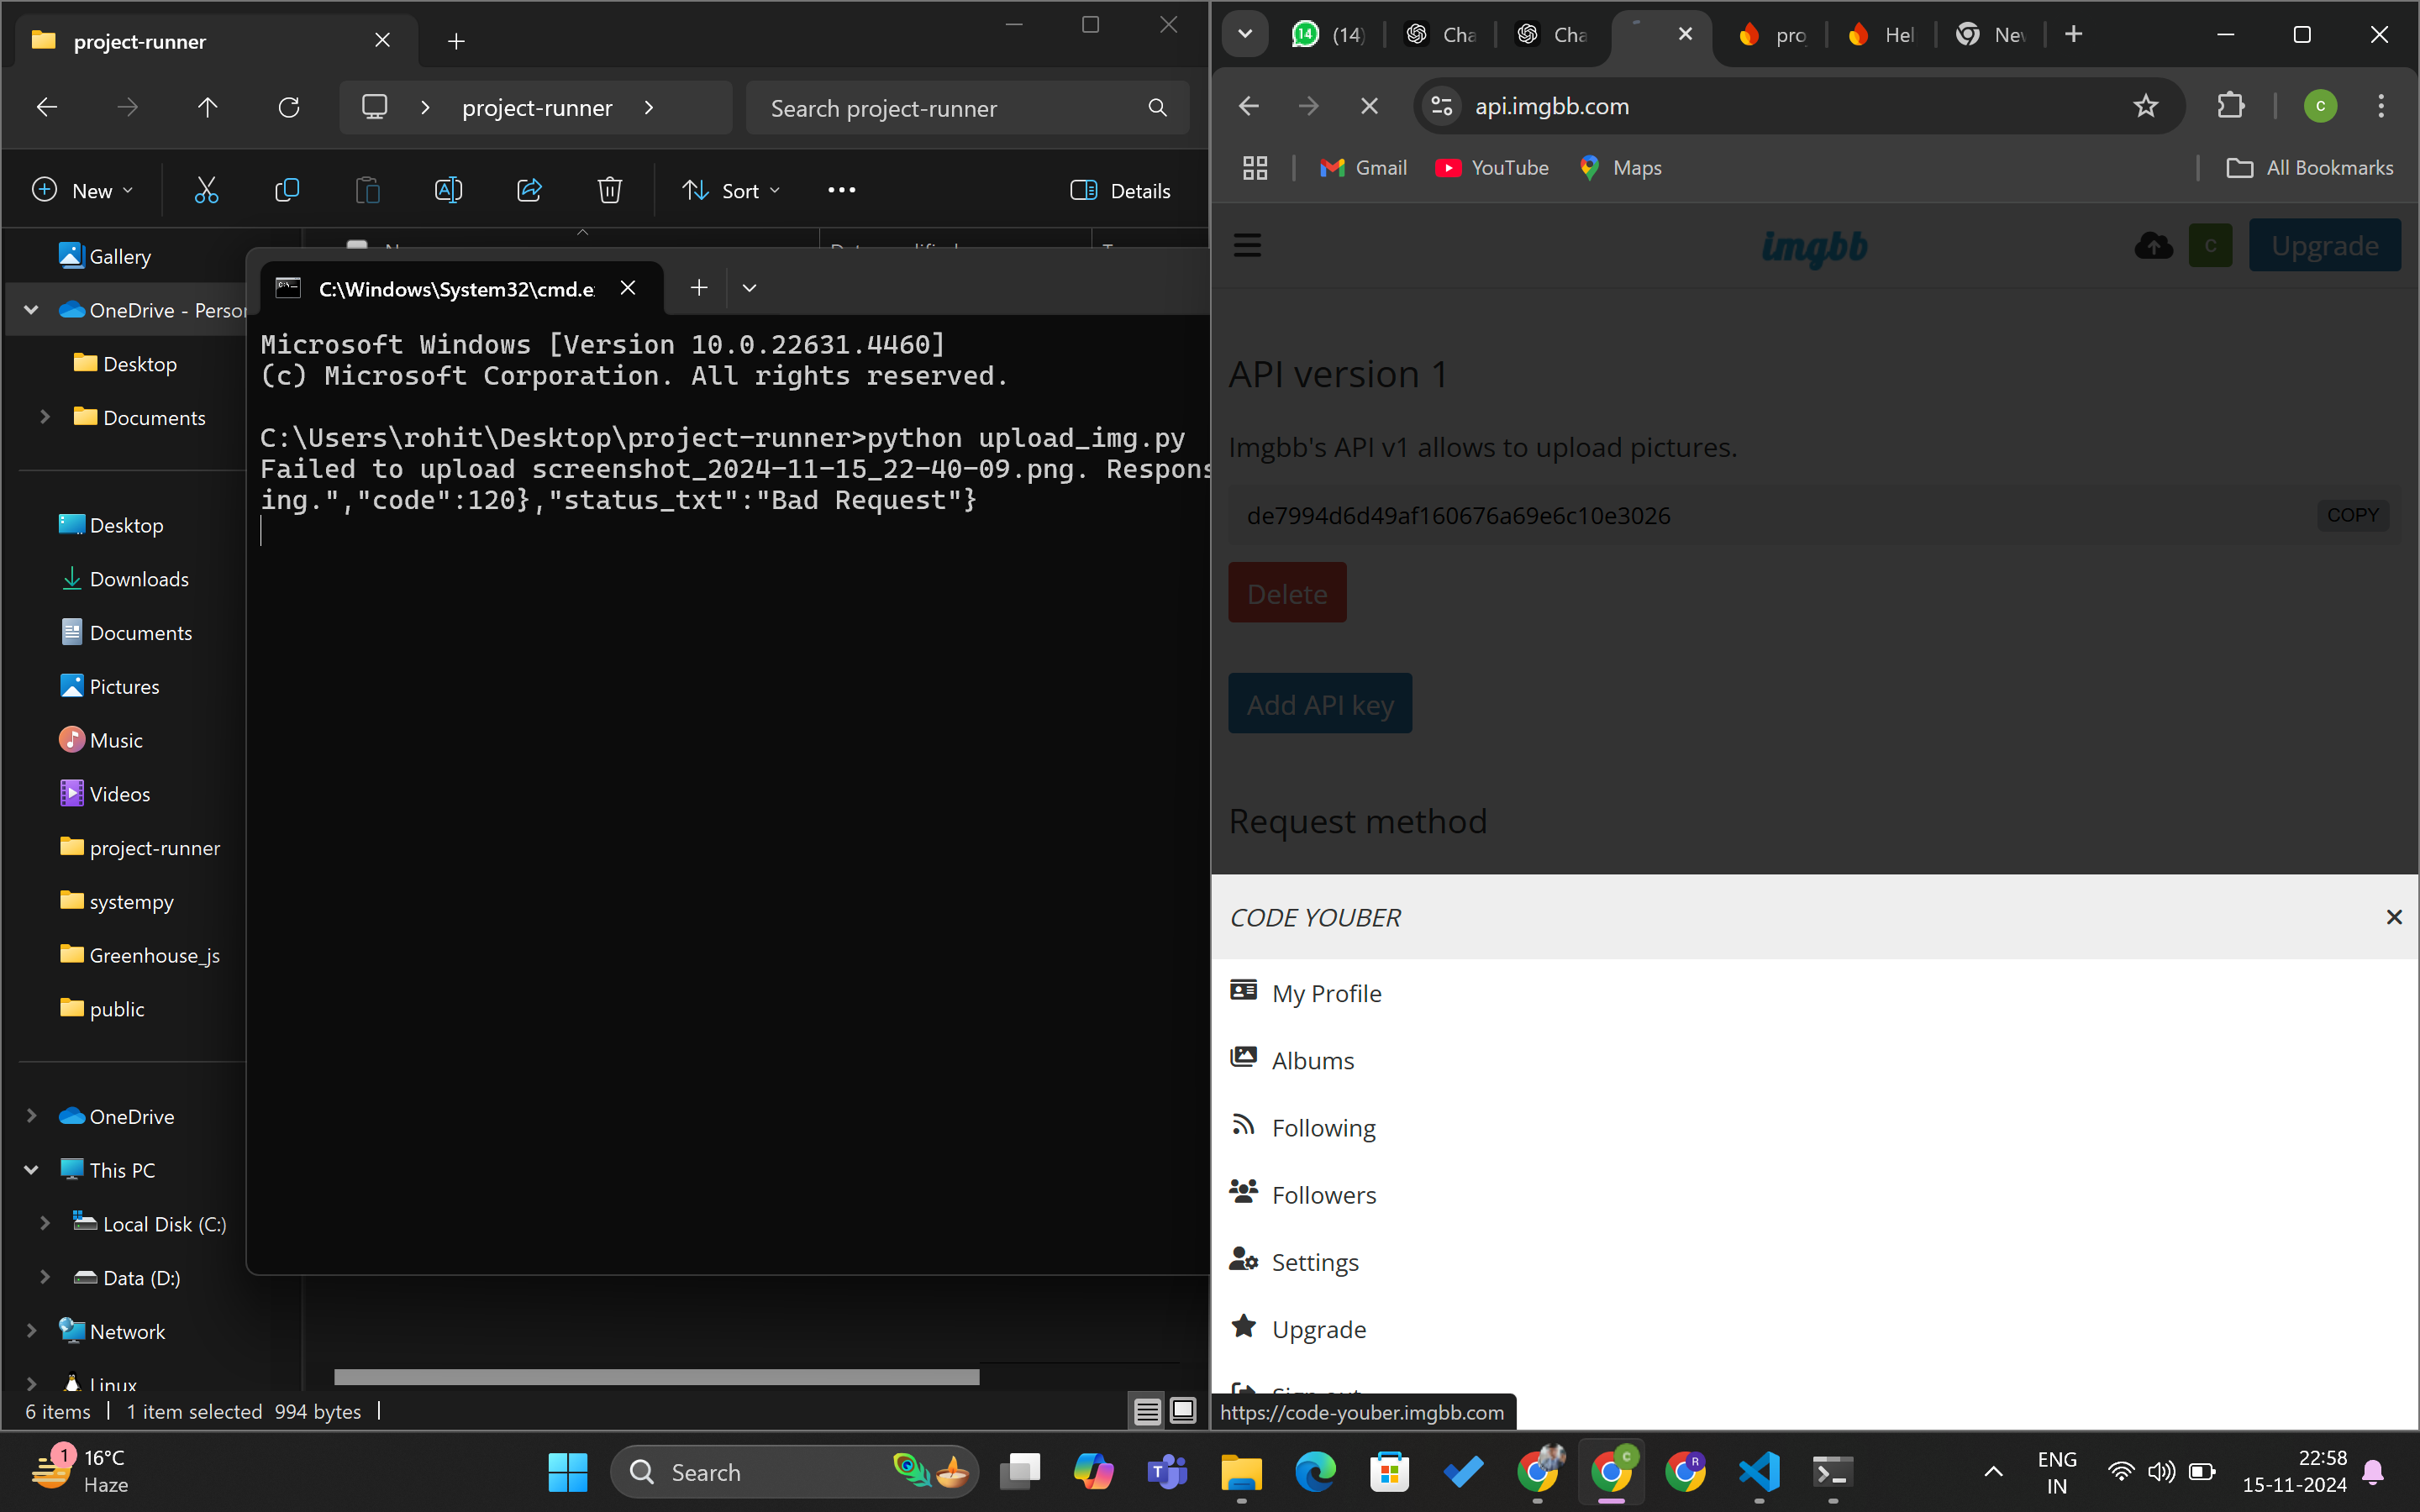 project-runner
project-runner
Search project-runner
New
Sort
Details
Gallery
OneDrive - Person
Desktop
Documents
Desktop
Downloads
Documents
Pictures
Music
Videos
project-runner
systempy
Greenhouse_js
public
OneDrive
This PC
Local Disk (C:)
Data (D:)
Network
Linux
6 items
1 item selected 994 bytes
C:\Windows\System32\cmd.e
Microsoft Windows [Version 10.0.22631.4460]
(c) Microsoft Corporation. All rights reserved.
C:\Users\rohit\Desktop\project-runner>python upload_img.py
Failed to upload screenshot_2024-11-15_22-40-09.png. Respons
ing.","code":120},"status_txt":"Bad Request"}
14 (14)
Cha
Cha
pro
Hel
Nev
api.imgbb.com
C
Gmail
YouTube
Maps
All Bookmarks
imgbb
C
Upgrade
API version 1
Imgbb's API v1 allows to upload pictures.
de7994d6d49af160676a69e6c10e3026
COPY
Delete
Add API key
Request method
CODE YOUBER
My Profile
Albums
Following
Followers
Settings
Upgrade
Sign out
https://code-youber.imgbb.com
1
16°C
Haze
Search
C
R
ENG
IN
22:58
15-11-2024